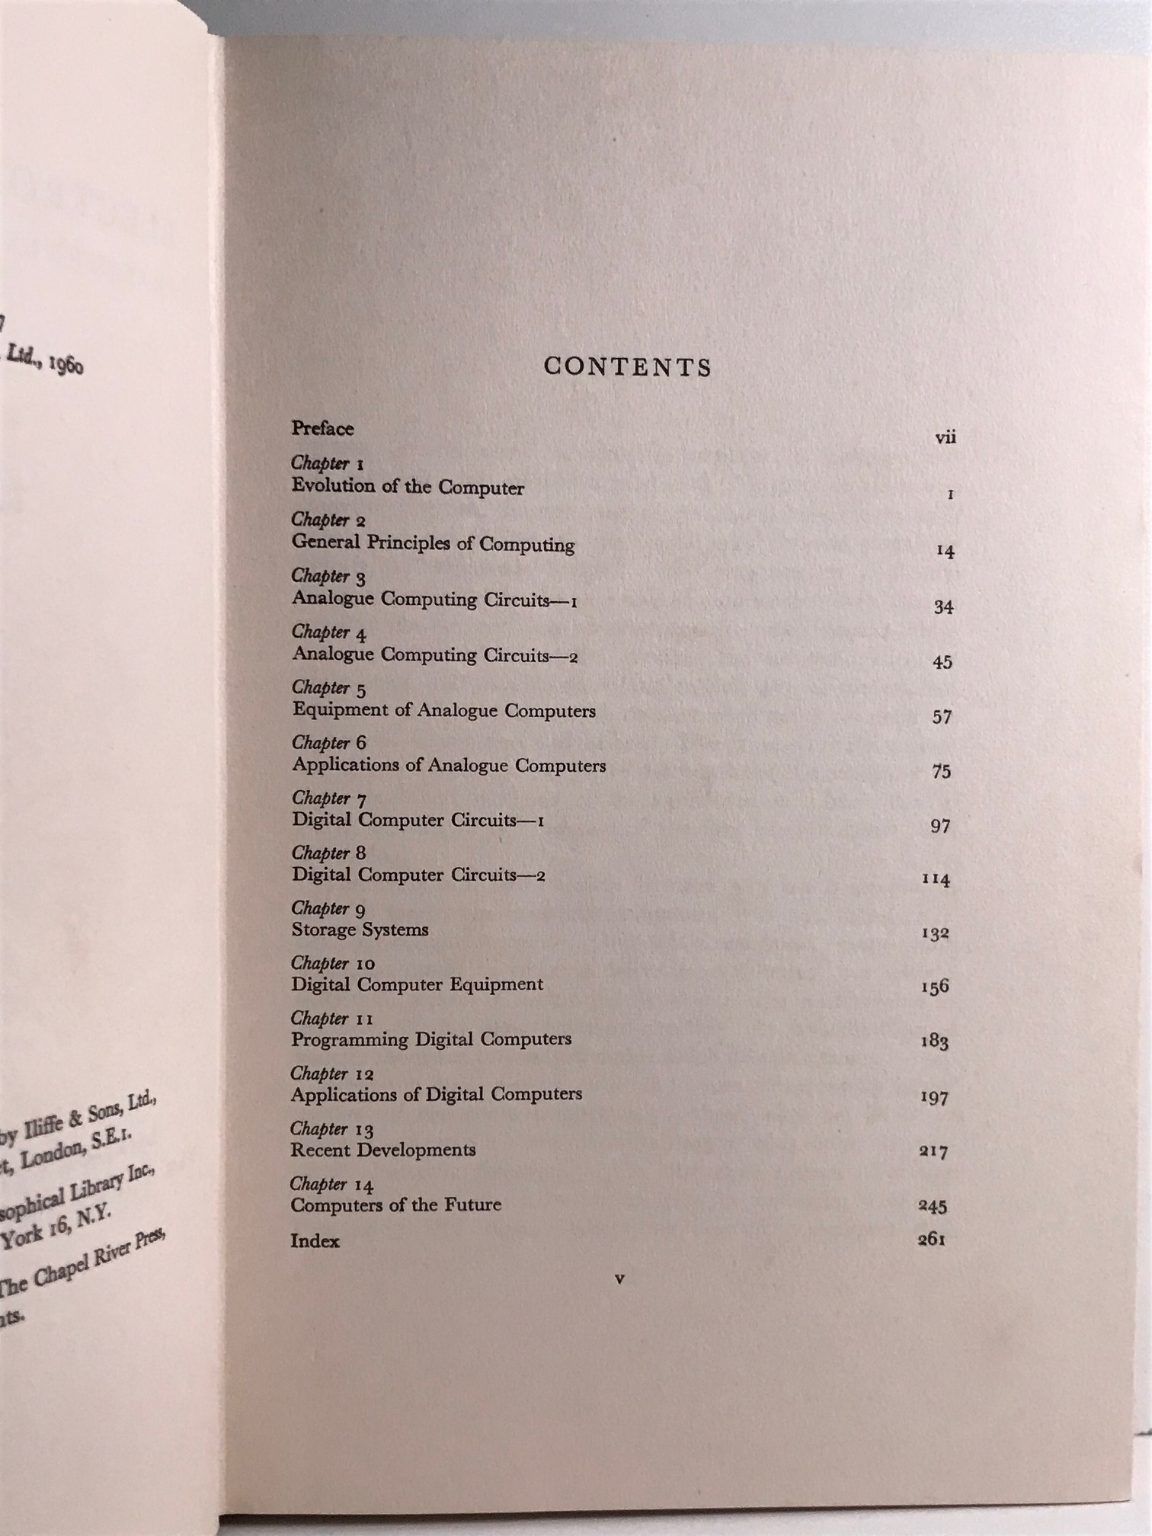 Ltd., 1960
by Iliffe & Sons, Ltd.,
London, S.E.1.
Library Inc.,
York 16, N.Y.
The Chapel River Press,
CONTENTS
Preface vii
Chapter 1
Evolution of the Computer 1
Chapter 2
General Principles of Computing 14
Chapter 3
Analogue Computing Circuits—1 34
Chapter 4
Analogue Computing Circuits—2 45
Chapter 5
Equipment of Analogue Computers 57
Chapter 6
Applications of Analogue Computers 75
Chapter 7
Digital Computer Circuits—1 97
Chapter 8
Digital Computer Circuits—2 114
Chapter 9
Storage Systems 132
Chapter 10
Digital Computer Equipment 156
Chapter 11
Programming Digital Computers 183
Chapter 12
Applications of Digital Computers 197
Chapter 13
Recent Developments 217
Chapter 14
Computers of the Future 245
Index 261
v